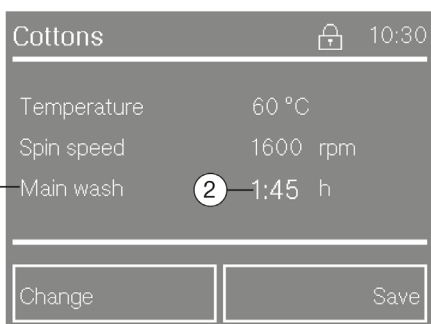 Cottons 10:30
Temperature 60 °C
Spin speed 1600 rpm
Main wash 2 1:45 h
Change Save